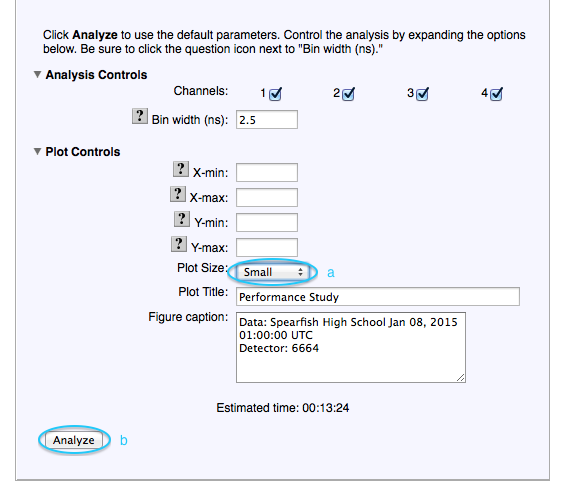 Click Analyze to use the default parameters. Control the analysis by expanding the options
below. Be sure to click the question icon next to "Bin width (ns)."
▼ Analysis Controls
Channels: 1 2 3 4
? Bin width (ns): 2.5
▼ Plot Controls
? X-min:
? X-max:
? Y-min:
? Y-max:
Plot Size: Small a
Plot Title: Performance Study
Figure caption: Data: Spearfish High School Jan 08, 2015
01:00:00 UTC
Detector: 6664
Estimated time: 00:13:24
Analyze b